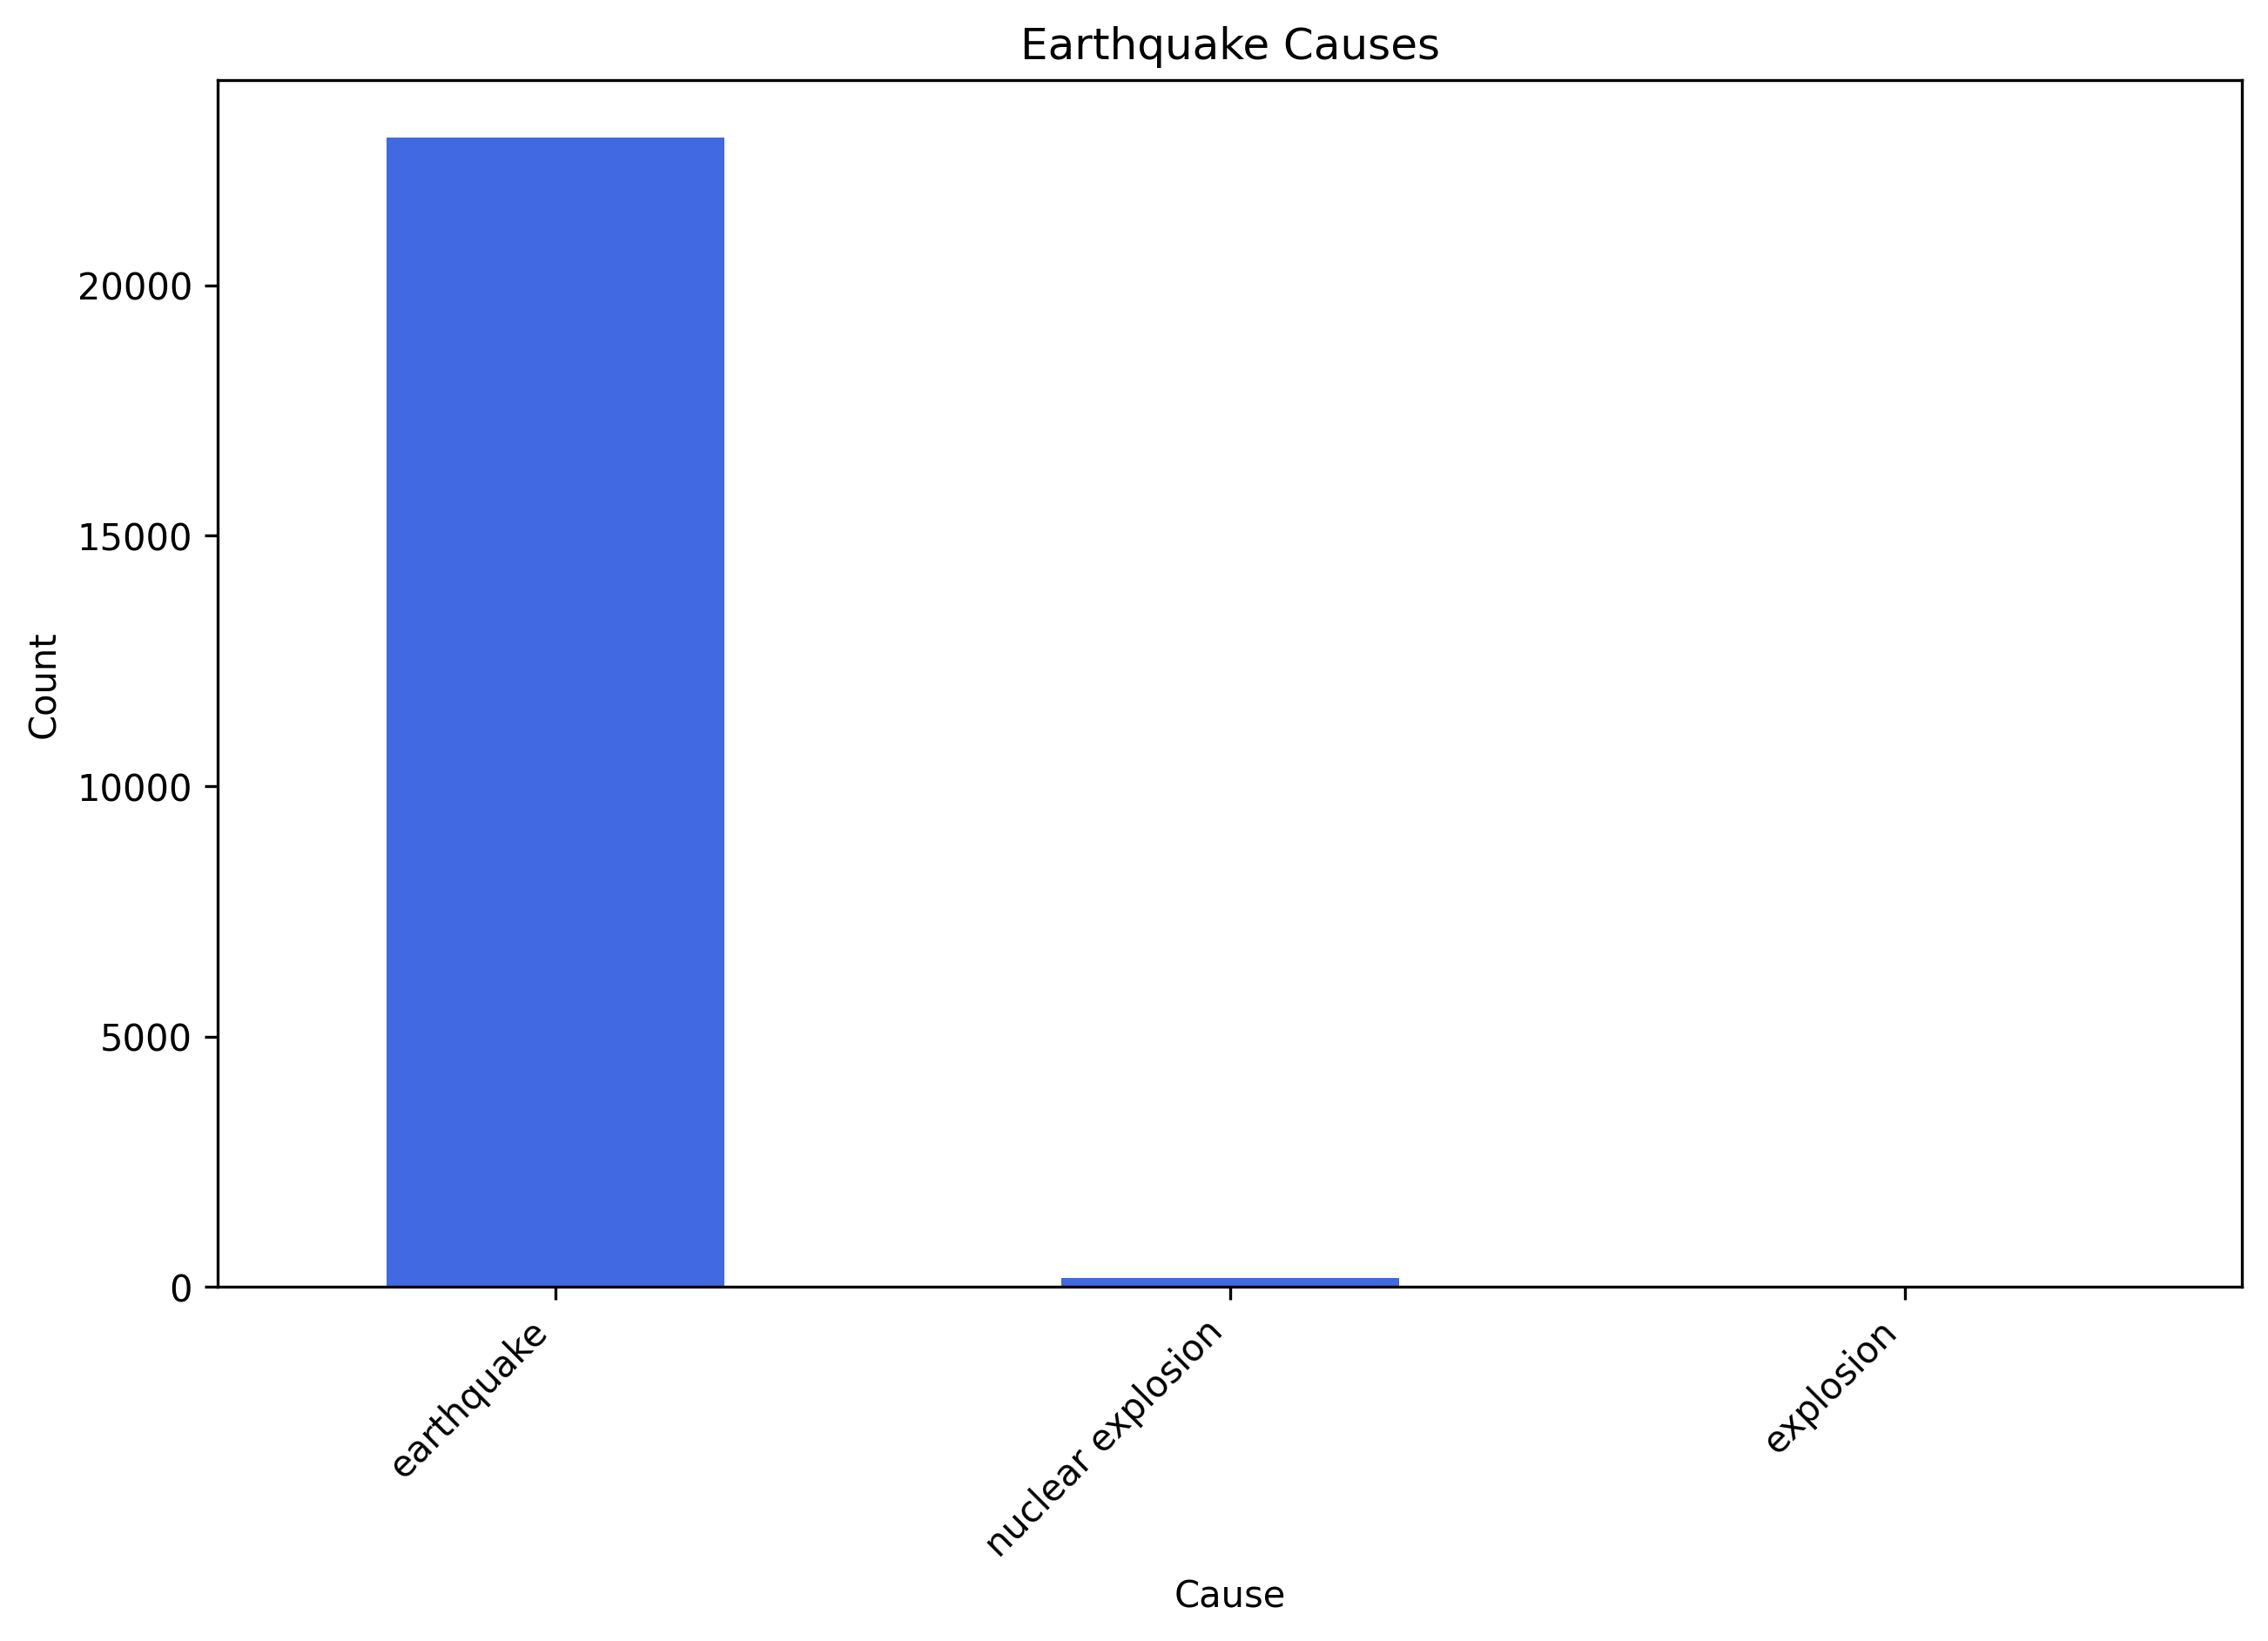 Earthquake Causes
Count
20000
15000
10000
5000
0
earthquake
nuclear explosion
explosion
Cause